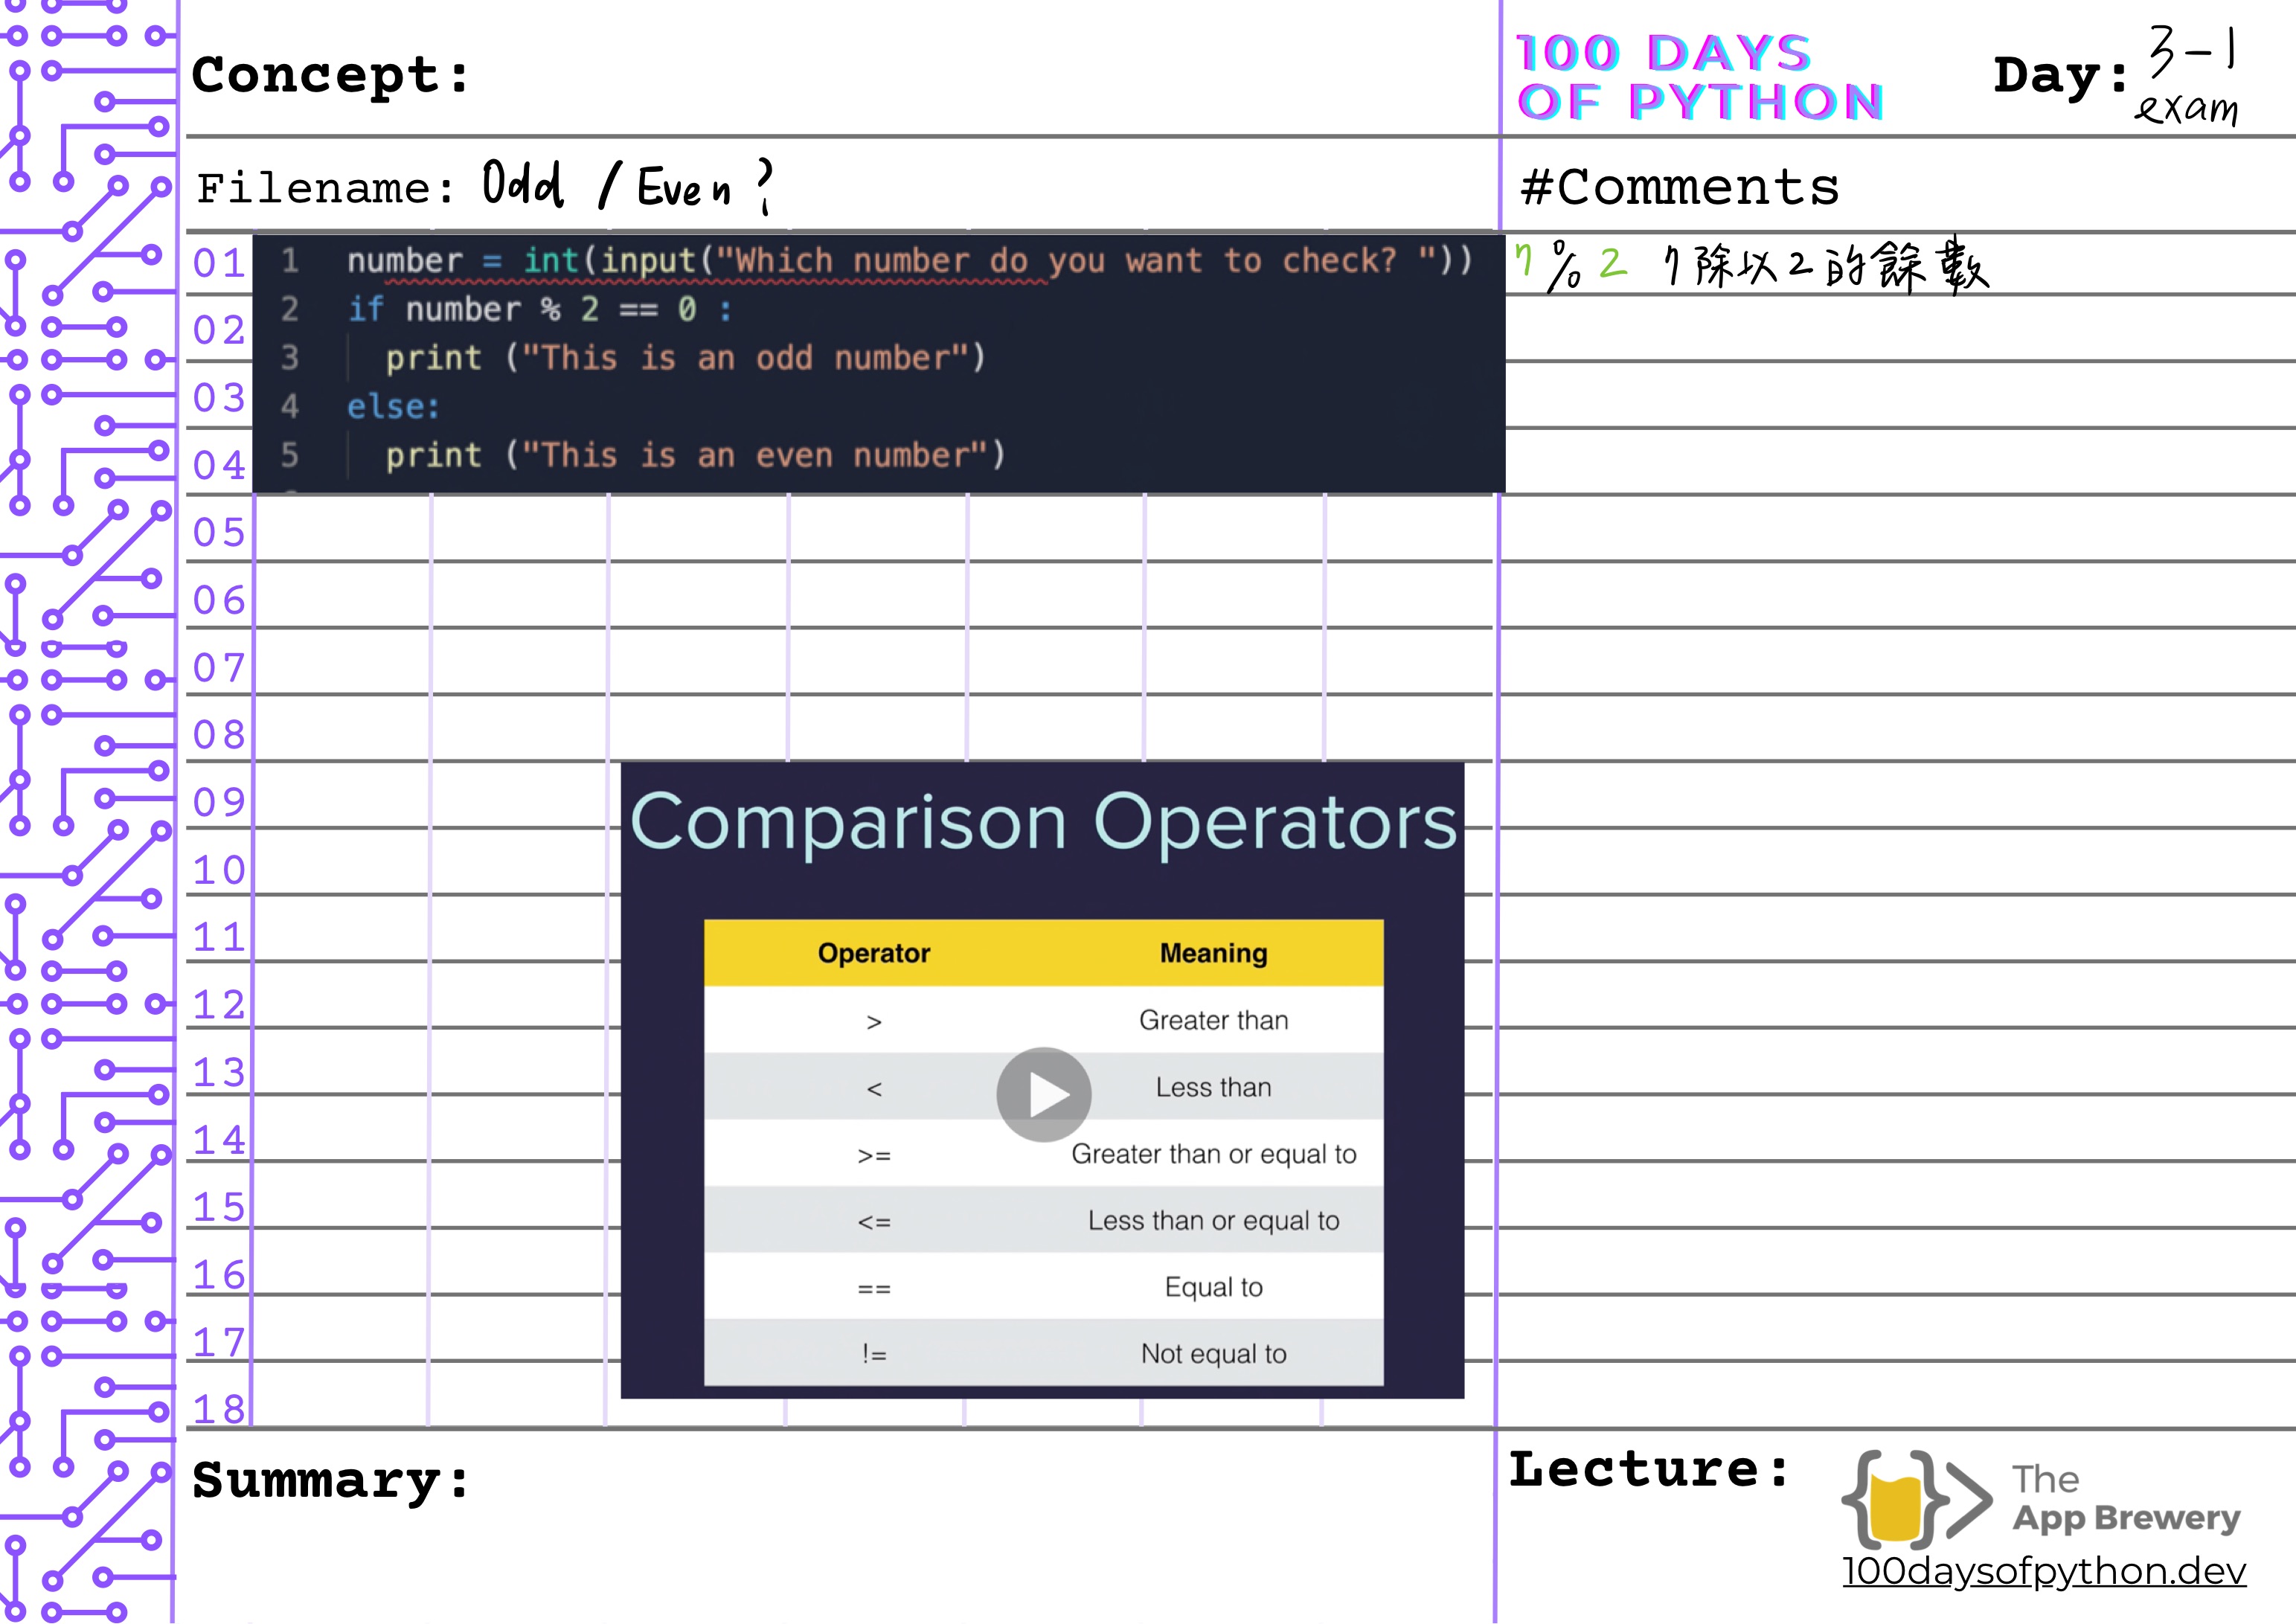 Concept:
100 DAYS
OF PYTHON
Day: 3-1
exam
Filename: Odd / Even ?
#Comments
01
02
03
04
1 number = int(input("Which number do you want to check? "))
2 if number % 2 == 0 :
3 print ("This is an odd number")
4 else:
5 print ("This is an even number")
7 % 2 7除以2的餘數
05
06
07
08
09
10
11
12
13
14
15
16
17
18
Comparison Operators
Operator Meaning
> Greater than
< Less than
>= Greater than or equal to
<= Less than or equal to
== Equal to
!= Not equal to
Summary:
Lecture:
The
App Brewery
100daysofpython.dev